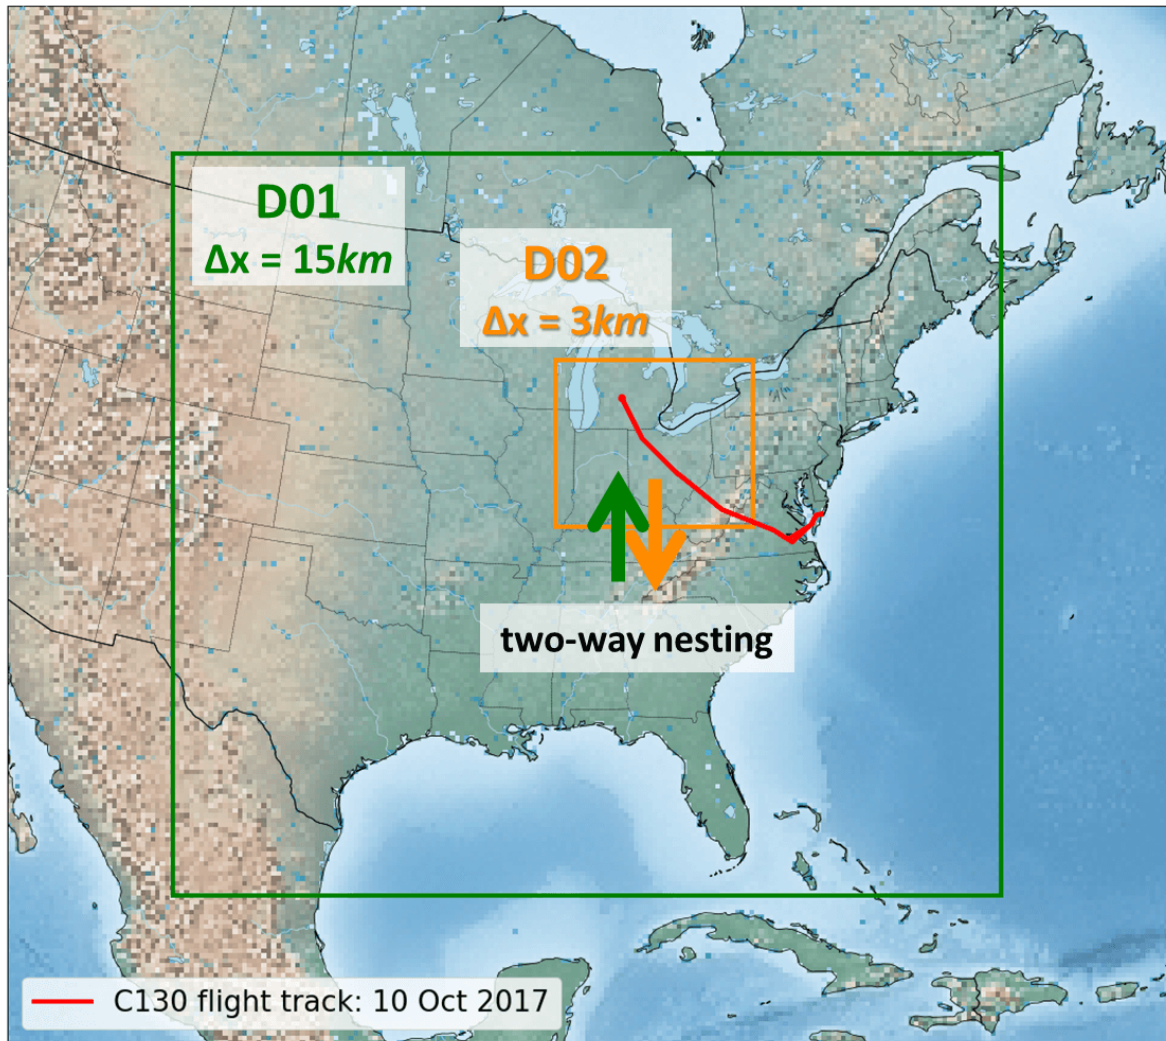 D01
Δx = 15km
D02
Δx = 3km
two-way nesting
C130 flight track: 10 Oct 2017